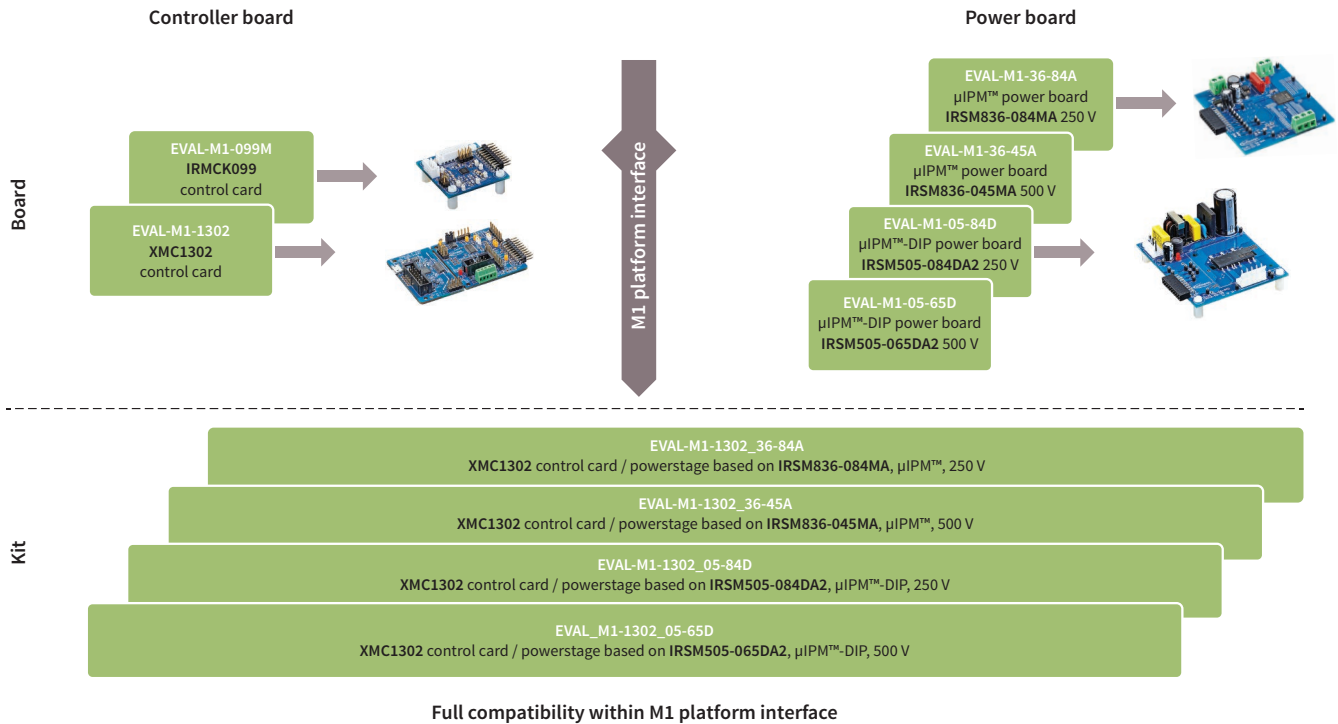 Controller board
Power board
Board
EVAL-M1-099M
IRMCK099
control card
EVAL-M1-1302
XMC1302
control card
M1 platform interface
EVAL-M1-36-84A
µIPM™ power board
IRSM836-084MA 250 V
EVAL-M1-36-45A
µIPM™ power board
IRSM836-045MA 500 V
EVAL-M1-05-84D
µIPM™-DIP power board
IRSM505-084DA2 250 V
EVAL-M1-05-65D
µIPM™-DIP power board
IRSM505-065DA2 500 V
Kit
EVAL-M1-1302_36-84A
XMC1302 control card / powerstage based on IRSM836-084MA, µIPM™, 250 V
EVAL-M1-1302_36-45A
XMC1302 control card / powerstage based on IRSM836-045MA, µIPM™, 500 V
EVAL-M1-1302_05-84D
XMC1302 control card / powerstage based on IRSM505-084DA2, µIPM™-DIP, 250 V
EVAL_M1-1302_05-65D
XMC1302 control card / powerstage based on IRSM505-065DA2, µIPM™-DIP, 500 V
Full compatibility within M1 platform interface